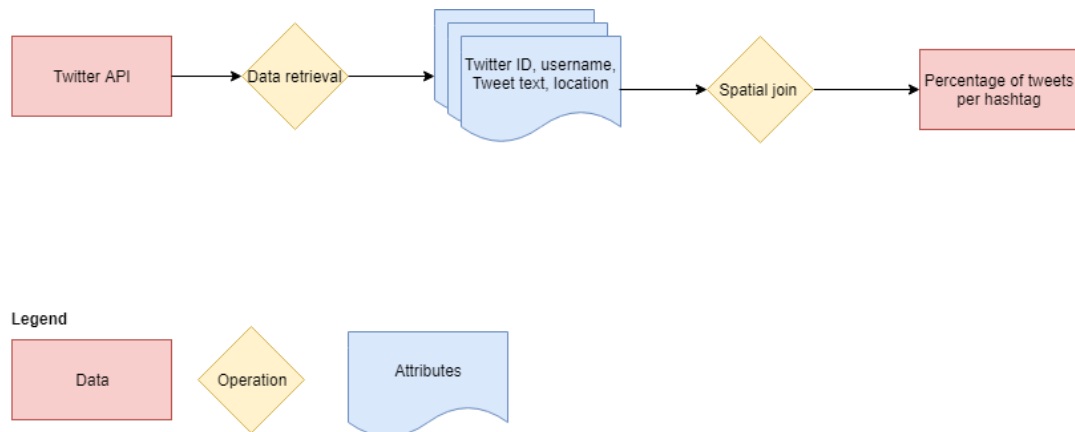 Twitter API
Data retrieval
Twitter ID, username,
Tweet text, location
Spatial join
Percentage of tweets
per hashtag
Legend
Data
Operation
Attributes